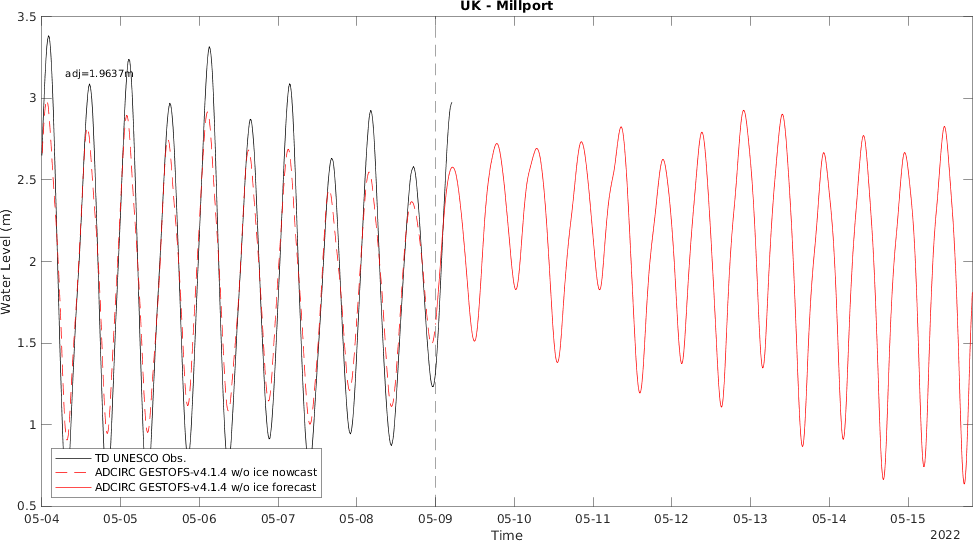 UK - Millport
3.5
3
2.5
2
1.5
1
0.5
Water Level (m)
adj=1.9637m
TD UNESCO Obs.
ADCIRC GESTOFS-v4.1.4 w/o ice nowcast
ADCIRC GESTOFS-v4.1.4 w/o ice forecast
05-04 05-05 05-06 05-07 05-08 05-09 05-10 05-11 05-12 05-13 05-14 05-15
Time
2022